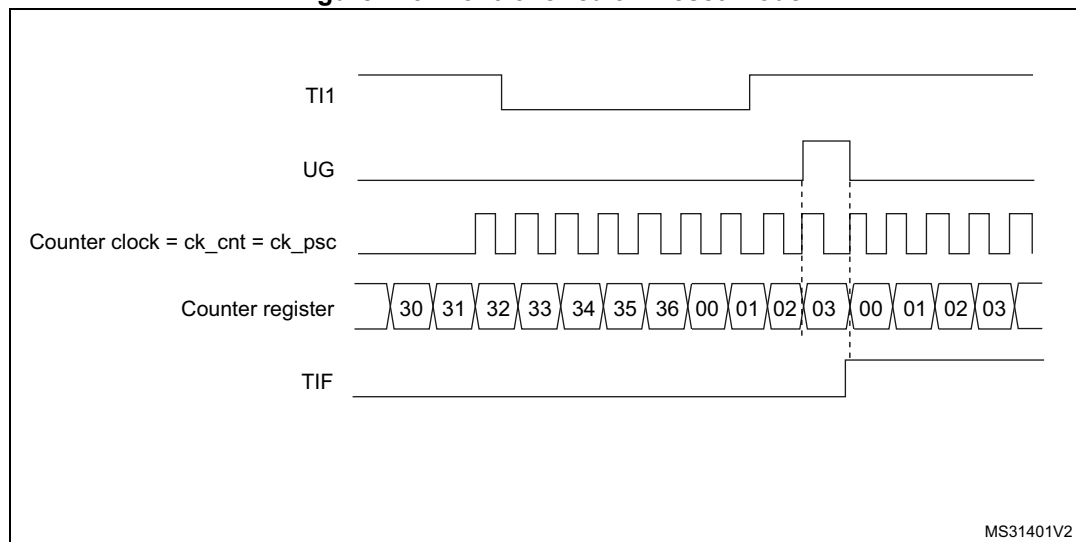 TI1
UG
Counter clock = ck_cnt = ck_psc
Counter register
30 31 32 33 34 35 36 00 01 02 03 00 01 02 03
TIF
MS31401V2